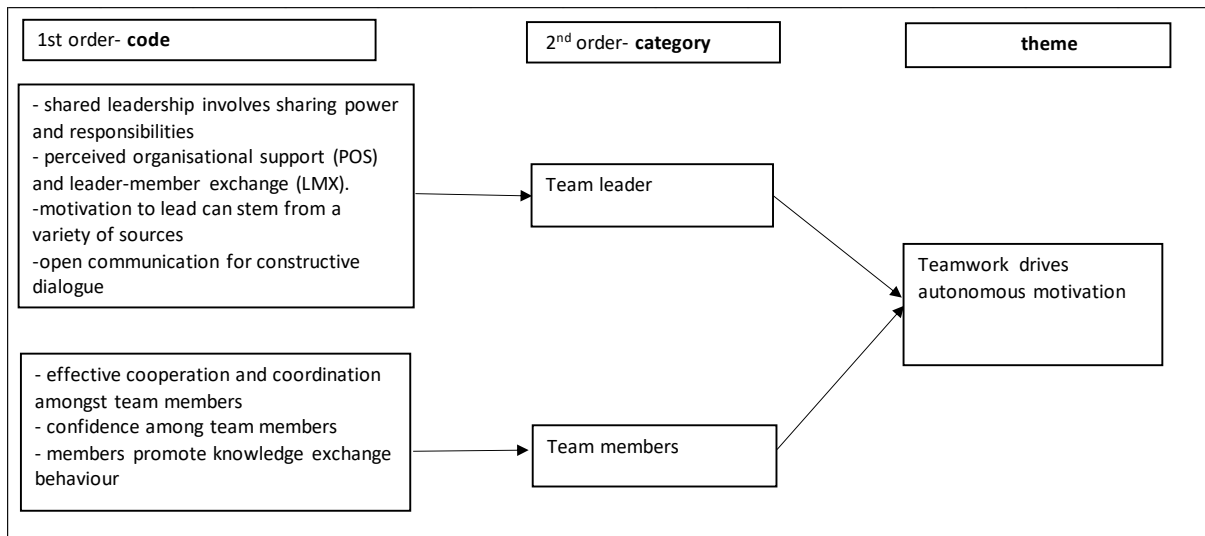 1st order- code
2nd order- category
theme
- shared leadership involves sharing power
and responsibilities
- perceived organisational support (POS)
and leader-member exchange (LMX).
-motivation to lead can stem from a
variety of sources
-open communication for constructive
dialogue
Team leader
Teamwork drives
autonomous motivation
- effective cooperation and coordination
amongst team members
- confidence among team members
- members promote knowledge exchange
behaviour
Team members